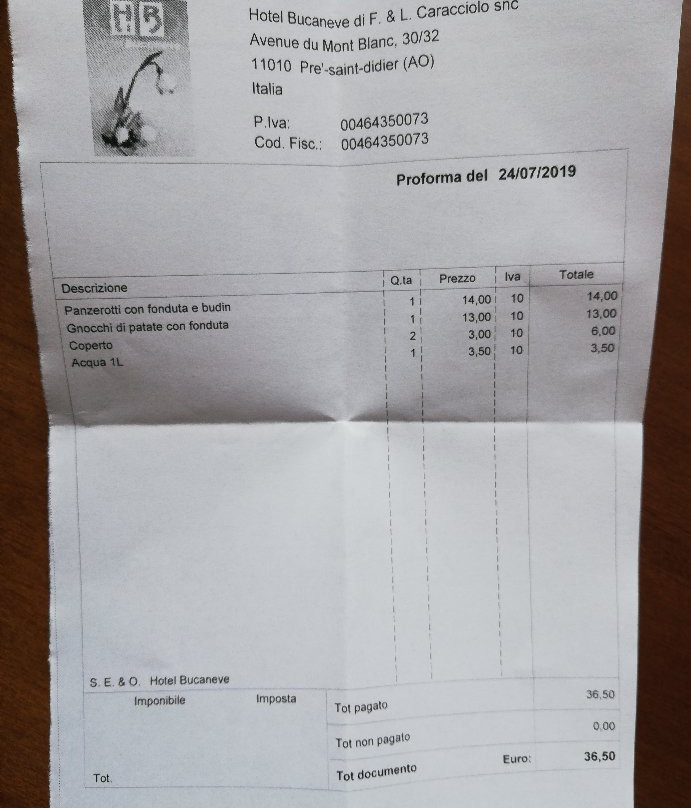 HB
Hotel Bucaneve di F. & L. Caracciolo snc
Avenue du Mont Blanc, 30/32
11010 Pre'-saint-didier (AO)
Italia
P.Iva: 00464350073
Cod. Fisc.: 00464350073
Proforma del 24/07/2019
Descrizione Q.ta Prezzo Iva Totale
Panzerotti con fonduta e budin 1 14,00 10 14,00
Gnocchi di patate con fonduta 1 13,00 10 13,00
Coperto 2 3,00 10 6,00
Acqua 1L 1 3,50 10 3,50
S. E. & O. Hotel Bucaneve
Imponibile Imposta Tot pagato 36,50
Tot non pagato 0.00
Tot. Tot documento Euro: 36,50